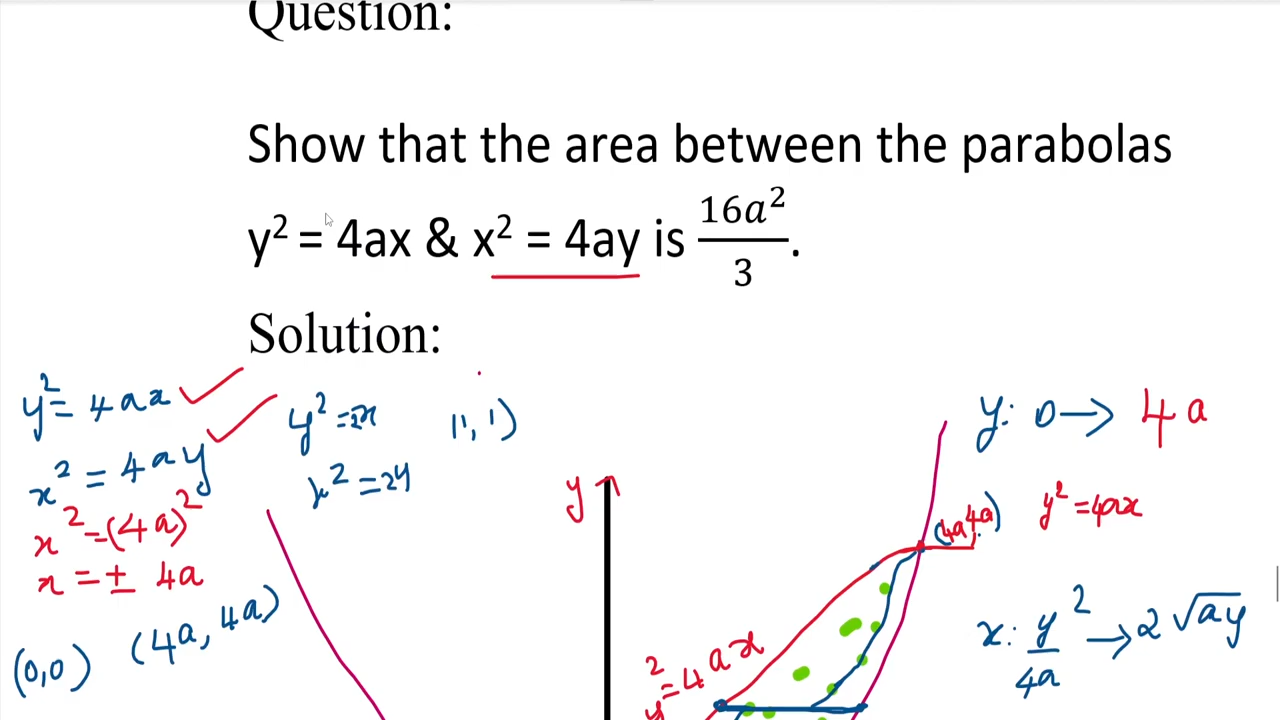 Question:
Show that the area between the parabolas
y² = 4ax & x² = 4ay is 16a²/3.
Solution:
y² = 4ax
x² = 4ay
x² = (4a)²
x = ± 4a
(0,0) (4a, 4a)
x² = 2y
1, 1)
y
y: 0 → 4a
(4a, 4a)
y² = 4ax
x: y²/4a → 2√ay
y² = 4ax